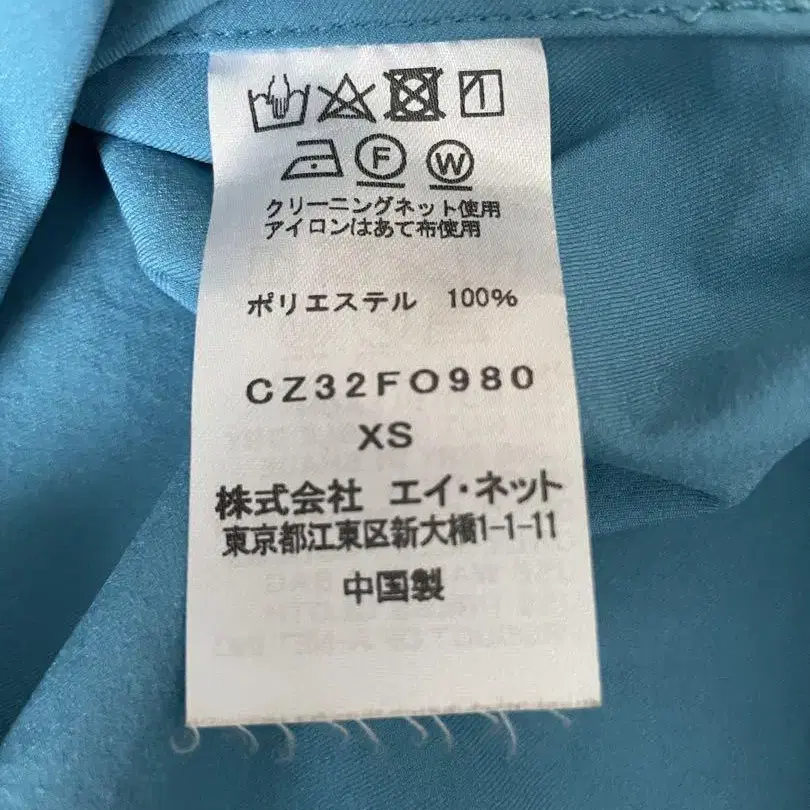 F W
クリーニングネット使用
アイロンはあて布使用
ポリエステル 100%
CZ32FO980
XS
株式会社 エイ・ネット
東京都江東区新大橋1-1-11
中国製